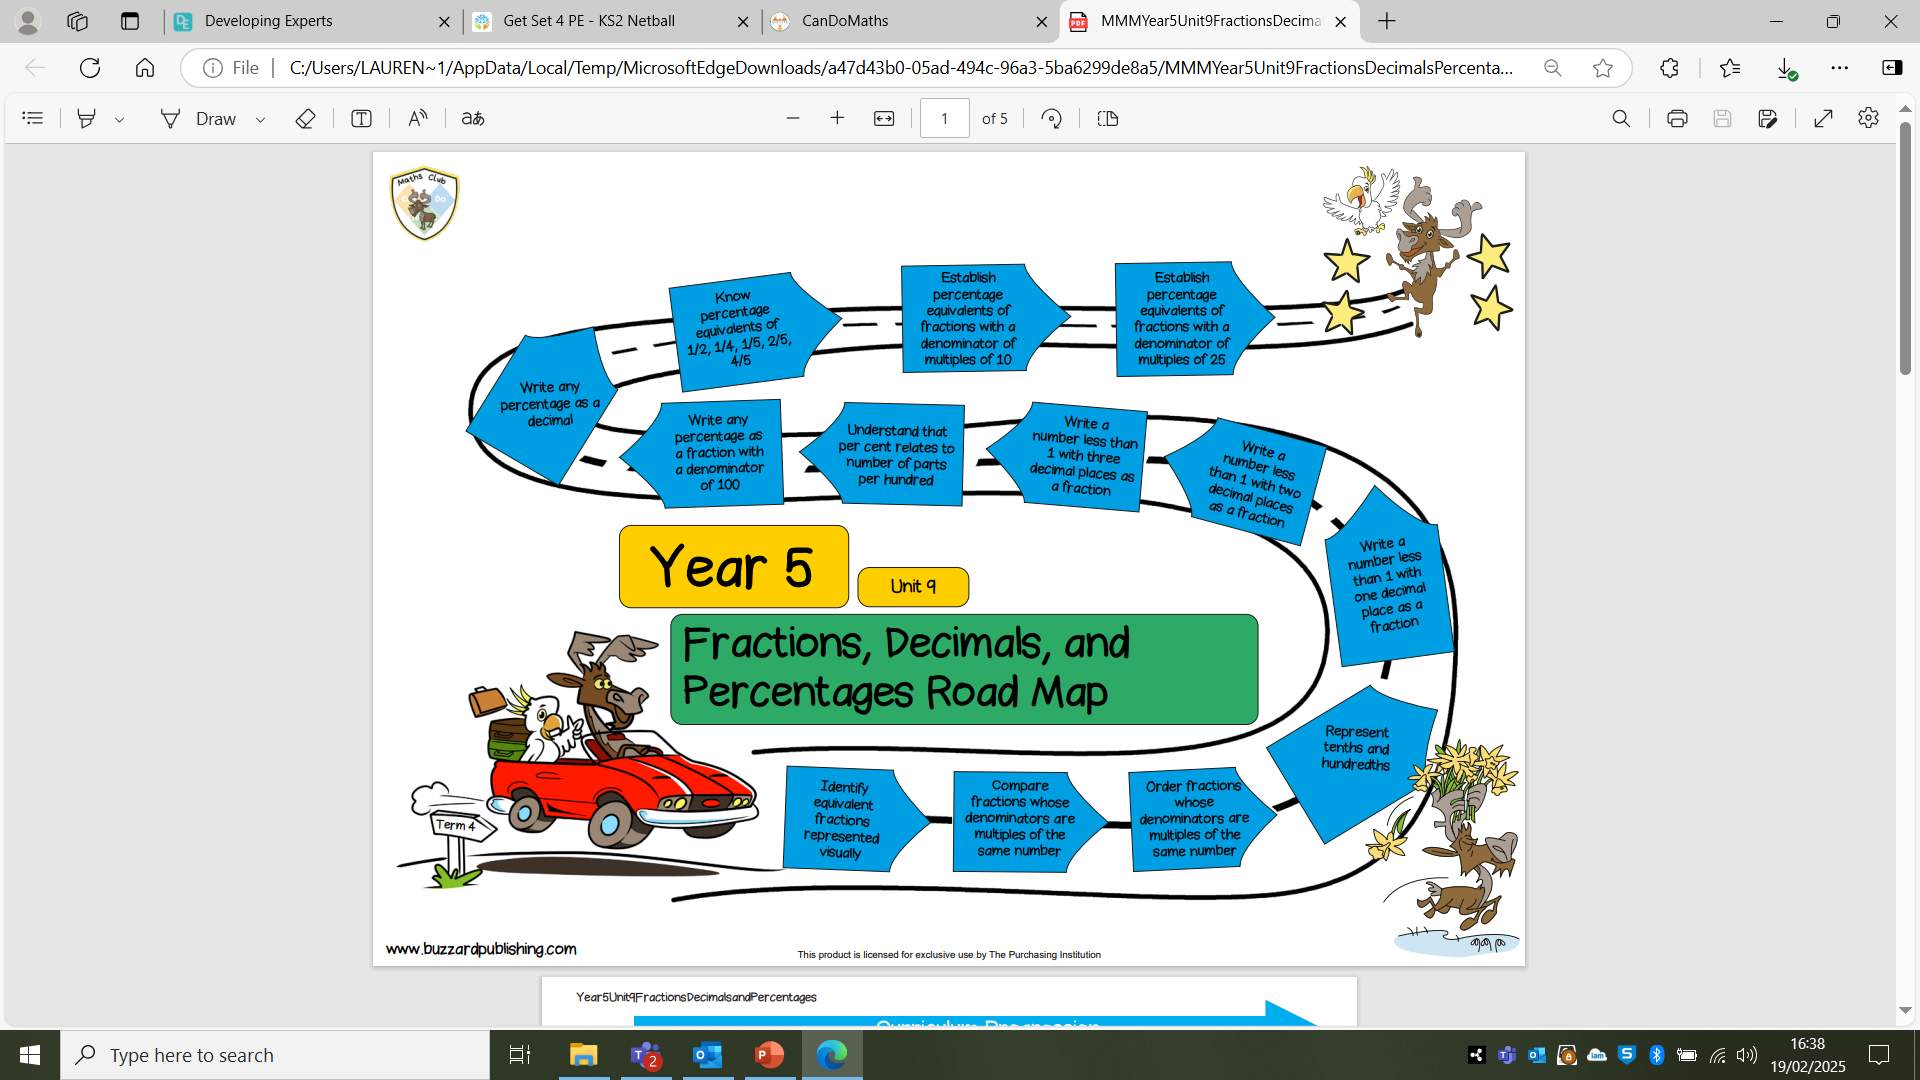 Developing Experts
Get Set 4 PE - KS2 Netball
CanDoMaths
MMMYear5Unit9FractionsDecima
File
C:/Users/LAUREN~1/AppData/Local/Temp/MicrosoftEdgeDownloads/a47d43b0-05ad-494c-96a3-5ba6299de8a5/MMMYear5Unit9FractionsDecimalsPercenta...
Draw
1
of 5
Maths Club
Do
Know
percentage
equivalents of
1/2, 1/4, 1/5, 2/5,
4/5
Establish
percentage
equivalents of
fractions with a
denominator of
multiples of 10
Establish
percentage
equivalents of
fractions with a
denominator of
multiples of 25
Write any
percentage as a
decimal
Write any
percentage as
a fraction with
a denominator
of 100
Understand that
per cent relates to
number of parts
per hundred
Write a
number less than
1 with three
decimal places as
a fraction
Write a
number less
than 1 with two
decimal places
as a fraction
Write a
number less
than 1 with
one decimal
place as a
fraction
Year 5
Unit 9
Fractions, Decimals, and
Percentages Road Map
Represent
tenths and
hundredths
Term 4
Identify
equivalent
fractions
represented
visually
Compare
fractions whose
denominators are
multiples of the
same number
Order fractions
whose
denominators are
multiples of the
same number
www.buzzardpublishing.com
This product is licensed for exclusive use by The Purchasing Institution
Year5Unit9FractionsDecimalsandPercentages
Curriculum Progression
Type here to search
2
16:38
19/02/2025